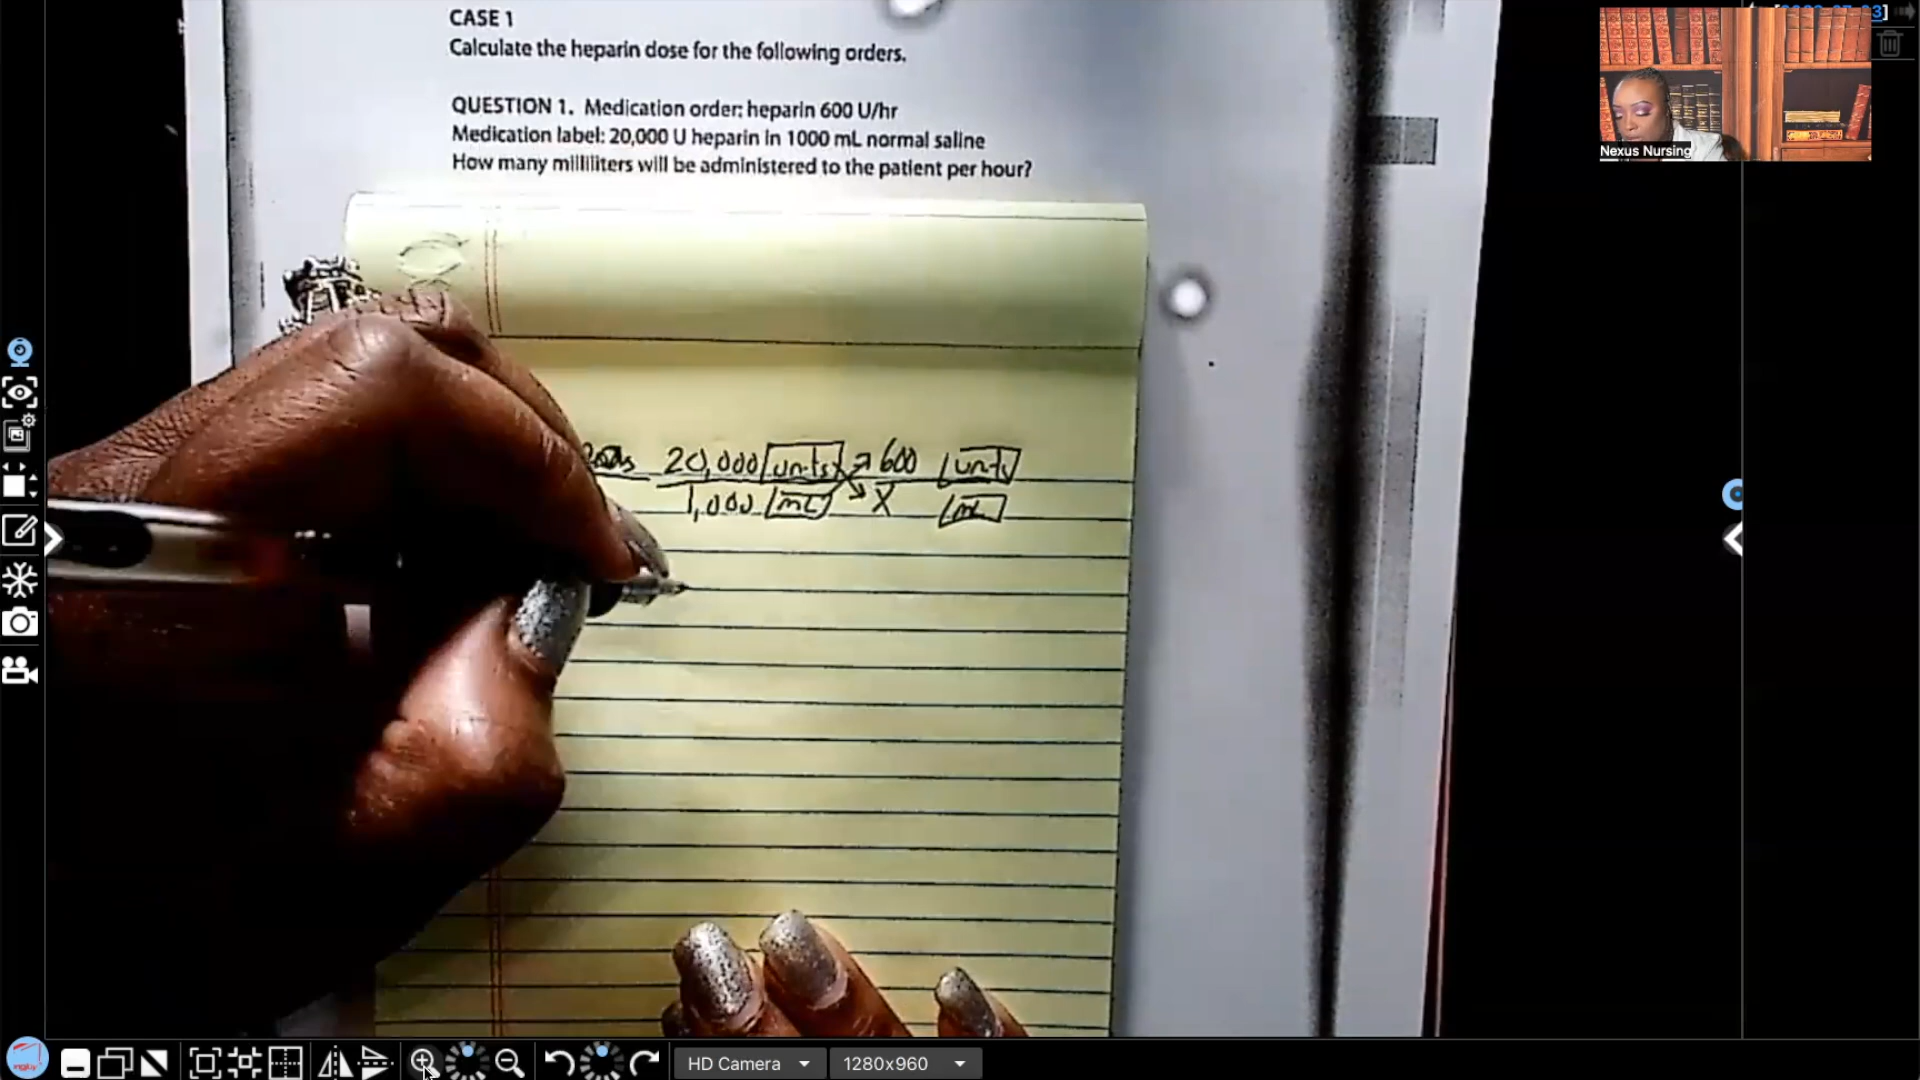 CASE 1
Calculate the heparin dose for the following orders.
QUESTION 1. Medication order: heparin 600 U/hr
Medication label: 20,000 U heparin in 1000 mL normal saline
How many milliliters will be administered to the patient per hour?
20,000 units 600 units
1,000 mL X mL
Nexus Nursing
HD Camera
1280x960